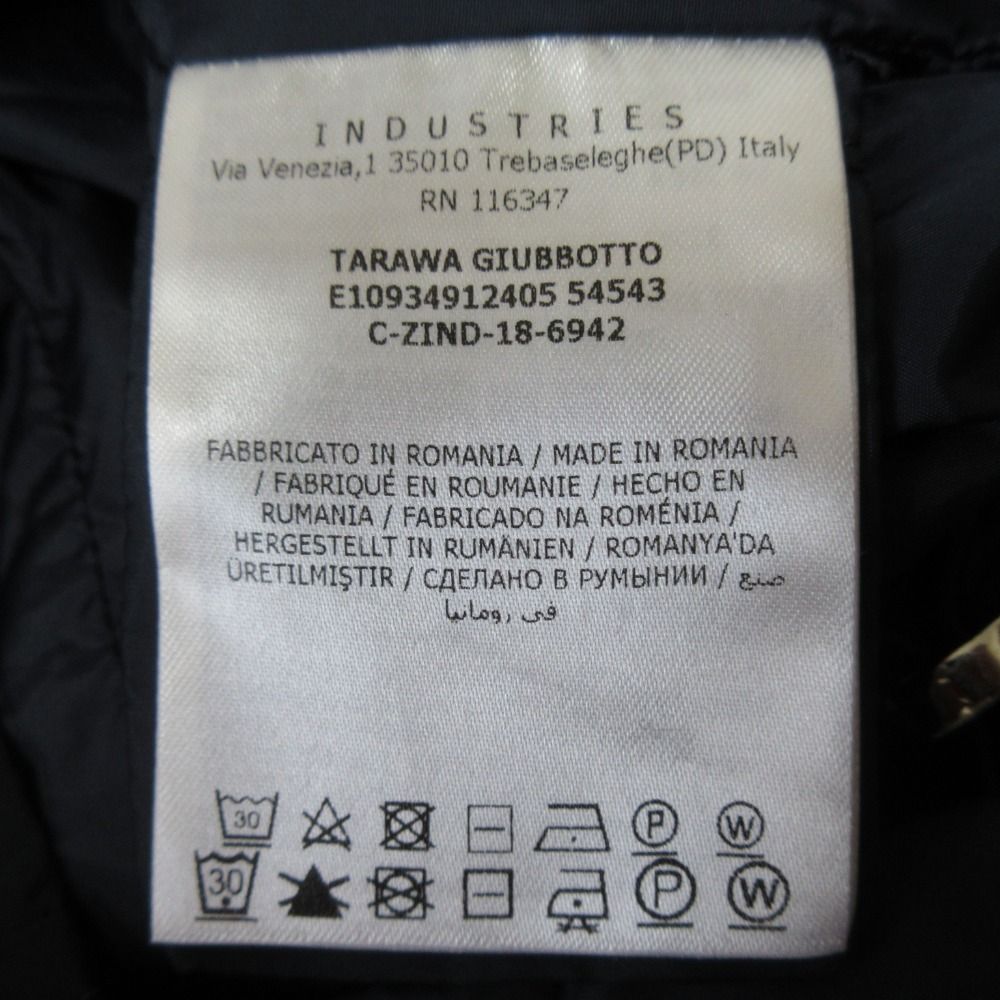 INDUSTRIES
Via Venezia,1 35010 Trebaseleghe(PD) Italy
RN 116347
TARAWA GIUBBOTTO
E10934912405 54543
C-ZIND-18-6942
FABBRICATO IN ROMANIA / MADE IN ROMANIA
/ FABRIQUÉ EN ROUMANIE / HECHO EN
RUMANIA / FABRICADO NA ROMÉNIA /
HERGESTELLT IN RUMÄNIEN / ROMANYA'DA
ÜRETILMIŞTIR / СДЕЛАНО В РУМЫНИИ / صنع
في رومانيا
30 P W
30 P W